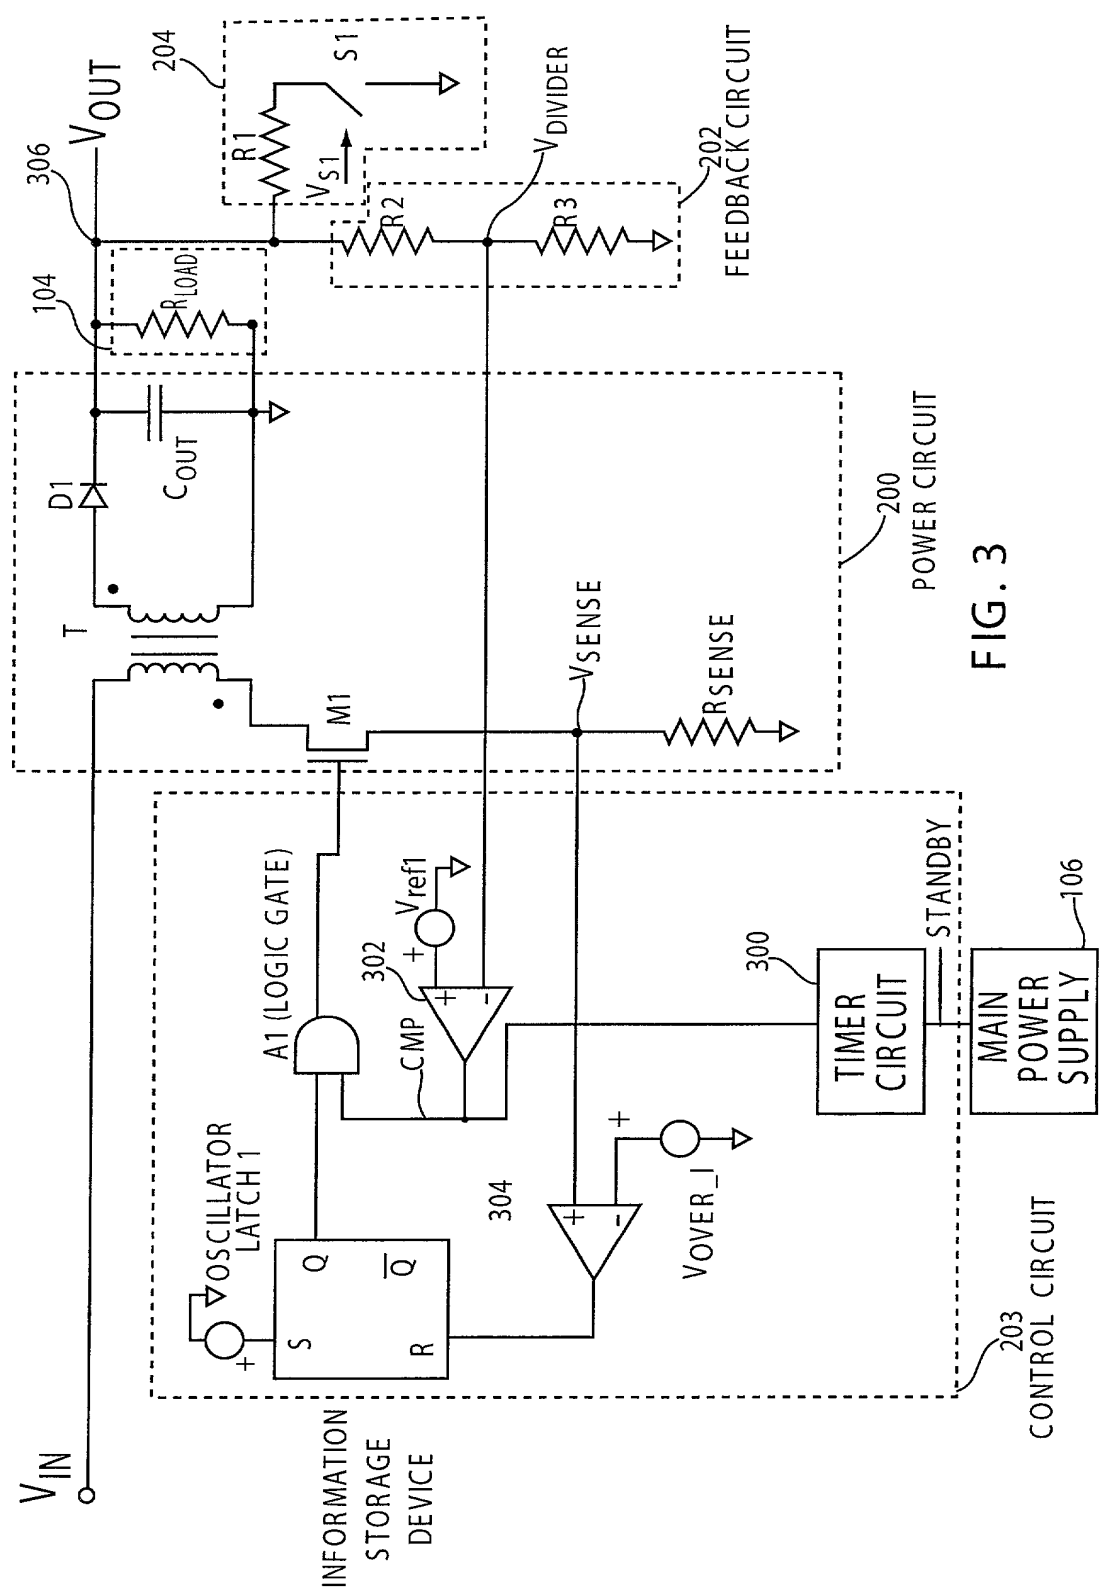 V_IN
INFORMATION
STORAGE
DEVICE
OSCILLATOR
LATCH 1
+
S
Q
R
Q̅
A1 (LOGIC GATE)
CMP
302
+
-
+
V_ref1
304
+
-
+
V_OVER_I
300
TIMER
CIRCUIT
STANDBY
MAIN
POWER
SUPPLY
106
203
CONTROL CIRCUIT
T
M1
V_SENSE
R_SENSE
D1
C_OUT
200
POWER CIRCUIT
104
R_LOAD
306
V_OUT
204
R1
S1
V_S1
R2
R3
V_DIVIDER
202
FEEDBACK CIRCUIT
FIG. 3